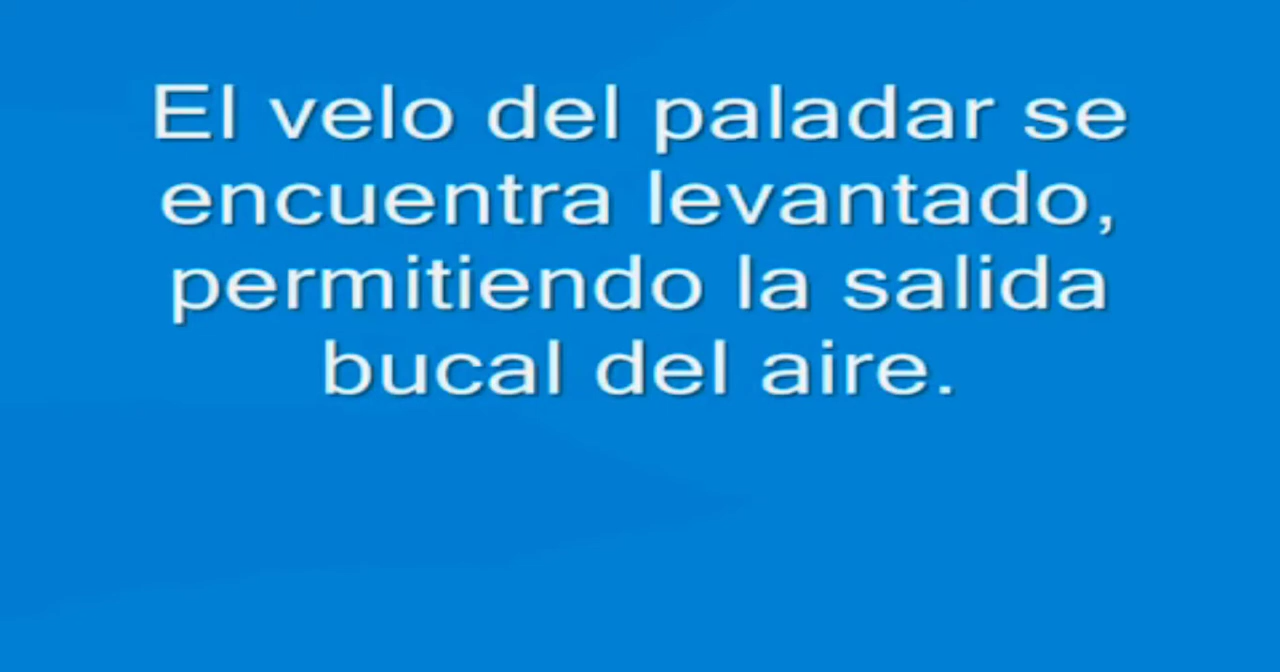 El velo del paladar se
encuentra levantado,
permitiendo la salida
bucal del aire.